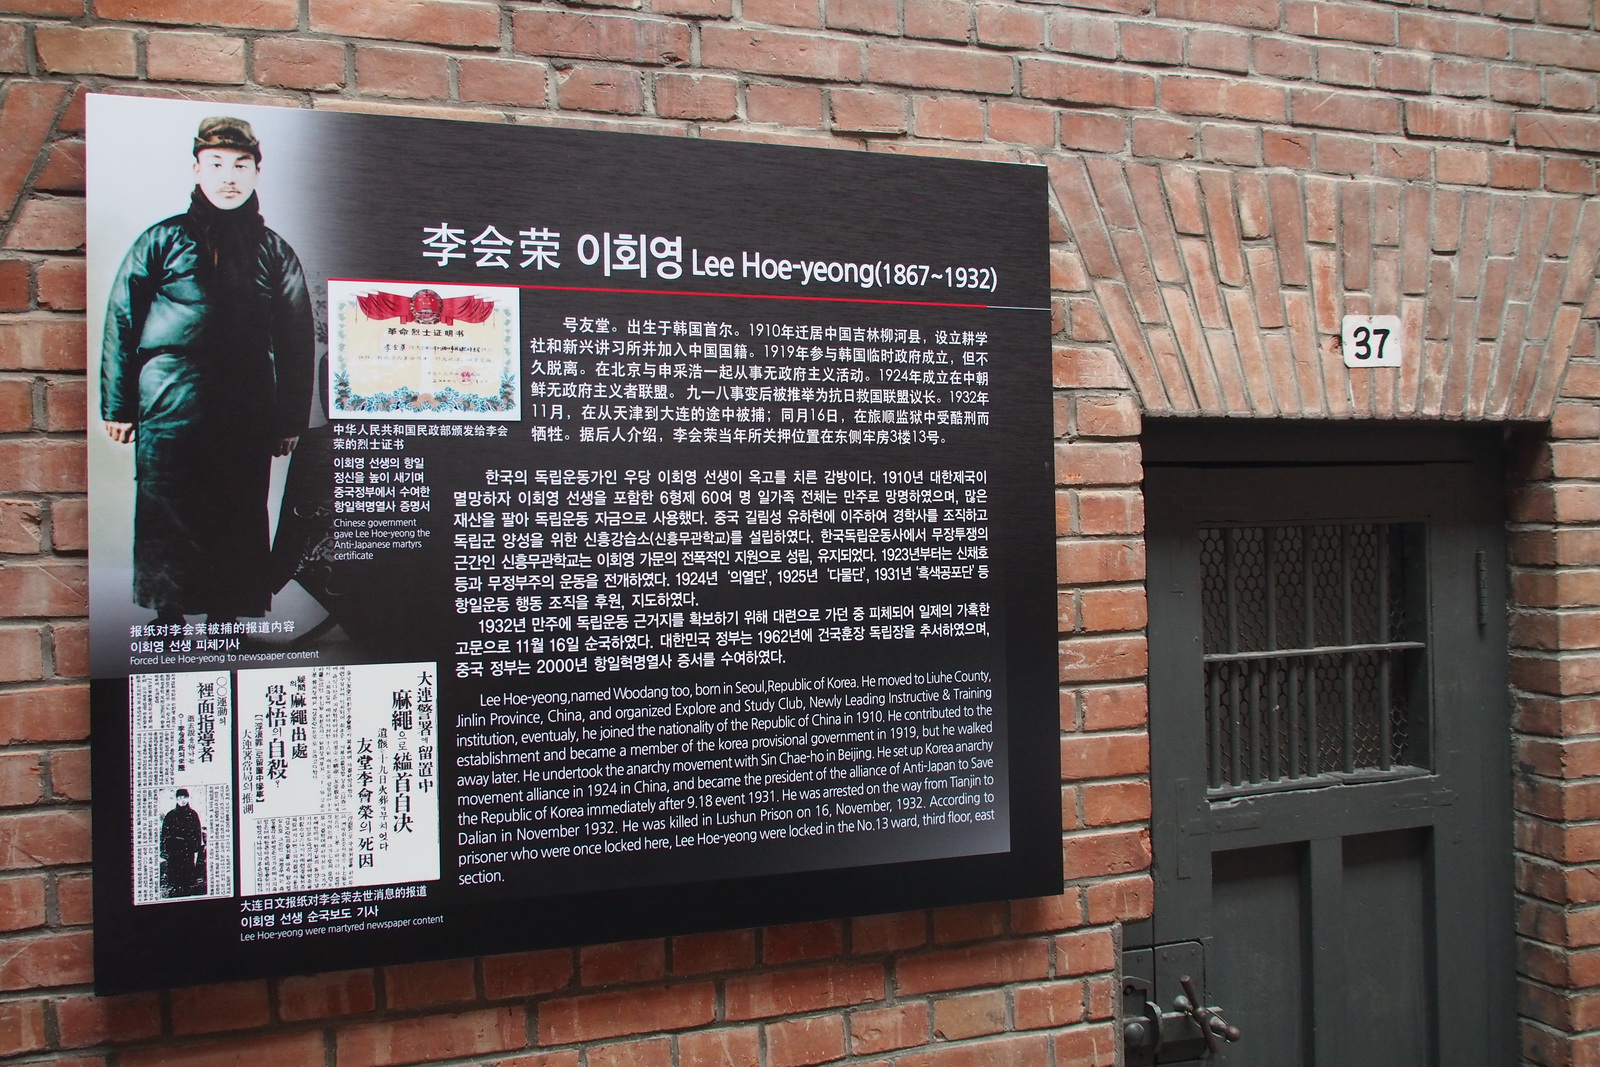 李会荣 이회영 Lee Hoe-yeong(1867~1932)
37
革命烈士证明书
中华人民共和国民政部颁发给李会
荣的烈士证书
이회영 선생의 항일
정신을 높이 새기며
중국정부에서 수여한
항일혁명열사 증명서
Chinese government
gave Lee Hoe-yeong the
Anti-Japanese martyrs
certificate
号友堂。出生于韩国首尔。1910年迁居中国吉林柳河县，设立耕学
社和新兴讲习所并加入中国国籍。1919年参与韩国临时政府成立，但不
久脱离。在北京与申采浩一起从事无政府主义活动。1924年成立在中朝
鲜无政府主义者联盟。九一八事变后被推举为抗日救国联盟议长。1932年
11月，在从天津到大连的途中被捕；同月16日，在旅顺监狱中受酷刑而
牺牲。据后人介绍，李会荣当年所关押位置在东侧牢房3楼13号。
한국의 독립운동가인 우당 이회영 선생이 옥고를 치른 감방이다. 1910년 대한제국이
멸망하자 이회영 선생을 포함한 6형제 60여 명 일가족 전체는 만주로 망명하였으며, 많은
재산을 팔아 독립운동 자금으로 사용했다. 중국 길림성 유하현에 이주하여 경학사를 조직하고
독립군 양성을 위한 신흥강습소(신흥무관학교)를 설립하였다. 한국독립운동사에서 무장투쟁의
근간인 신흥무관학교는 이회영 가문의 전폭적인 지원으로 성립, 유지되었다. 1923년부터는 신채호
등과 무정부주의 운동을 전개하였다. 1924년 ‘의열단’, 1925년 ‘다물단’, 1931년 ‘흑색공포단’ 등
항일운동 행동 조직을 후원, 지도하였다.
1932년 만주에 독립운동 근거지를 확보하기 위해 대련으로 가던 중 피체되어 일제의 가혹한
고문으로 11월 16일 순국하였다. 대한민국 정부는 1962년에 건국훈장 독립장을 추서하였으며,
중국 정부는 2000년 항일혁명열사 증서를 수여하였다.
Lee Hoe-yeong,named Woodang too, born in Seoul,Republic of Korea. He moved to Liuhe County,
Jinlin Province, China, and organized Explore and Study Club, Newly Leading Instructive & Training
institution, eventualy, he joined the nationality of the Republic of China in 1910. He contributed to the
establishment and became a member of the korea provisional government in 1919, but he walked
away later. He undertook the anarchy movement with Sin Chae-ho in Beijing. He set up Korea anarchy
movement alliance in 1924 in China, and became the president of the alliance of Anti-Japan to Save
the Republic of Korea immediately after 9.18 event 1931. He was arrested on the way from Tianjin to
Dalian in November 1932. He was killed in Lushun Prison on 16, November, 1932. According to
prisoner who were once locked here, Lee Hoe-yeong were locked in the No.13 ward, third floor, east
section.
报纸对李会荣被捕的报道内容
이회영 선생 피체기사
Forced Lee Hoe-yeong to newspaper content
〇〇運動의
裡面指導者
大連警署에留置中
麻繩으로縊首自决
遺骸는十九日火葬
友堂李會榮의死因
疑問의麻繩出處
覺悟의自殺?
大連署當局의推測
大连日文报纸对李会荣去世消息的报道
이회영 선생 순국보도 기사
Lee Hoe-yeong were martyred newspaper content